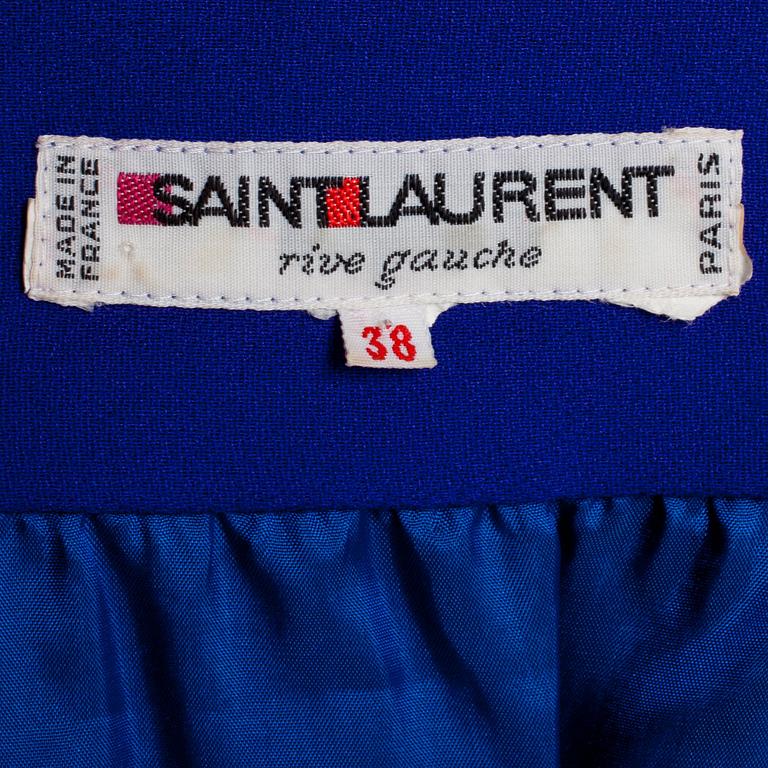 MADE IN
FRANCE
SAINT LAURENT
rive gauche
PARIS
38